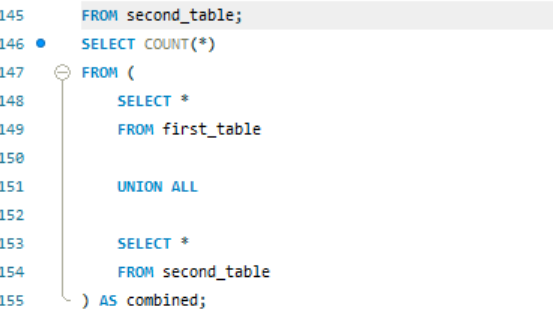 145 FROM second_table;
146 SELECT COUNT(*)
147 FROM (
148 SELECT *
149 FROM first_table
150
151 UNION ALL
152
153 SELECT *
154 FROM second_table
155 ) AS combined;